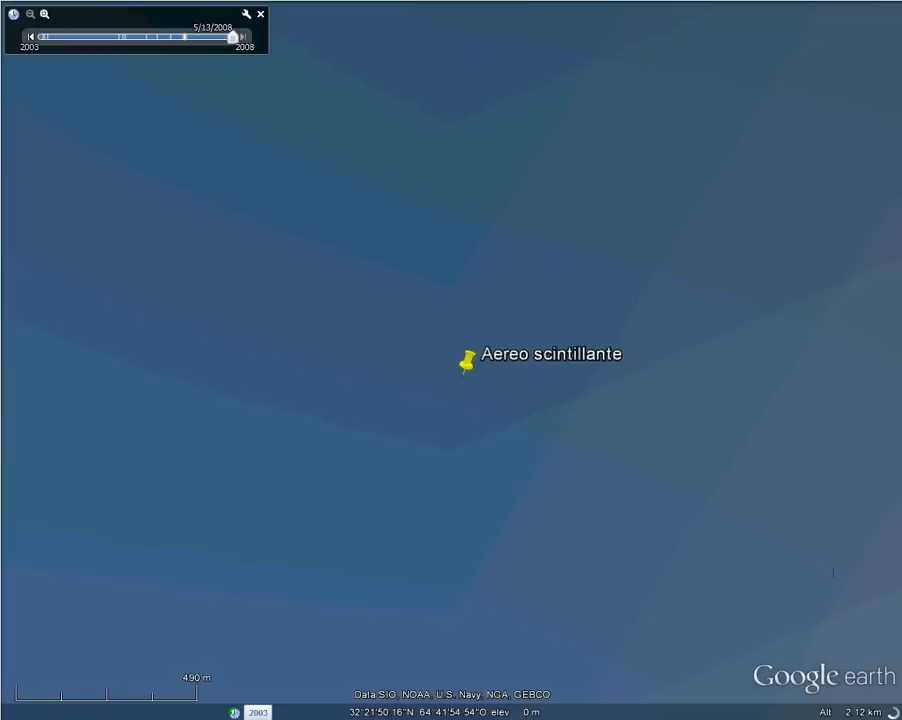 5/13/2008
2003
2008
Aereo scintillante
490 m
Google earth
Data SIO, NOAA, U.S. Navy, NGA, GEBCO
2003
32°21'50 16"N 64°41'54 54"O elev 0 m
Alt 2.12 km